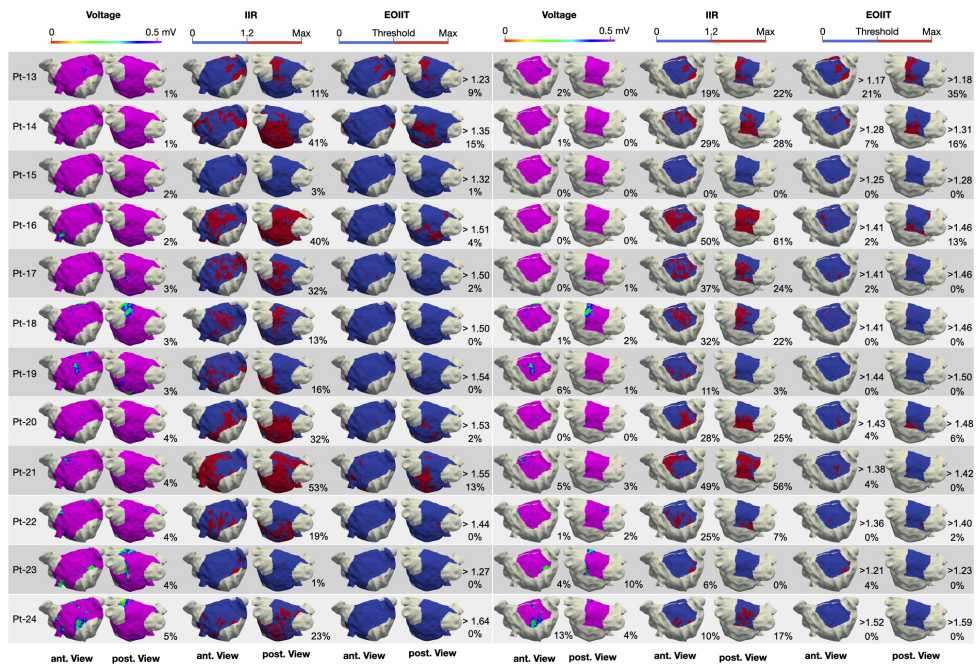 Voltage IIR EOIIT Voltage IIR EOIIT
0 0.5 mV 0 1.2 Max Threshold Max 0 0.5 mV 0 1.2 Max Threshold Max
Pt-13 1% 11% > 1.23 9% 2% 0% 19% 22% > 1.17 21% >1.18 35%
Pt-14 1% 41% >1.35 15% 1% 0% 29% 28% >1.28 7% >1.31 16%
Pt-15 2% 3% > 1.32 1% 0% 0% 0% 0% >1.25 0% >1.28 0%
Pt-16 2% 40% >1.51 4% 0% 0% 50% 61% >1.41 2% >1.46 13%
Pt-17 3% 32% > 1.50 2% 0% 1% 37% 24% >1.41 2% >1.46 0%
Pt-18 3% 13% > 1.50 0% 1% 2% 32% 22% >1.41 0% >1.46 0%
Pt-19 3% 16% > 1.54 0% 6% 1% 11% 3% >1.44 0% >1.50 0%
Pt-20 4% 32% > 1.53 2% 0% 0% 28% 25% > 1.43 4% > 1.48 6%
Pt-21 4% 53% > 1.55 13% 5% 3% 49% 56% > 1.38 4% > 1.42 0%
Pt-22 4% 19% > 1.44 0% 1% 2% 25% 7% >1.36 0% >1.40 2%
Pt-23 4% 1% > 1.27 0% 4% 10% 6% 0% >1.21 4% >1.23 0%
Pt-24 5% 23% > 1.64 0% 13% 4% 10% 17% >1.52 0% >1.59 0%
ant. View post. View ant. View post. View ant. View post. View ant. View post. View ant. View post. View ant. View post. View